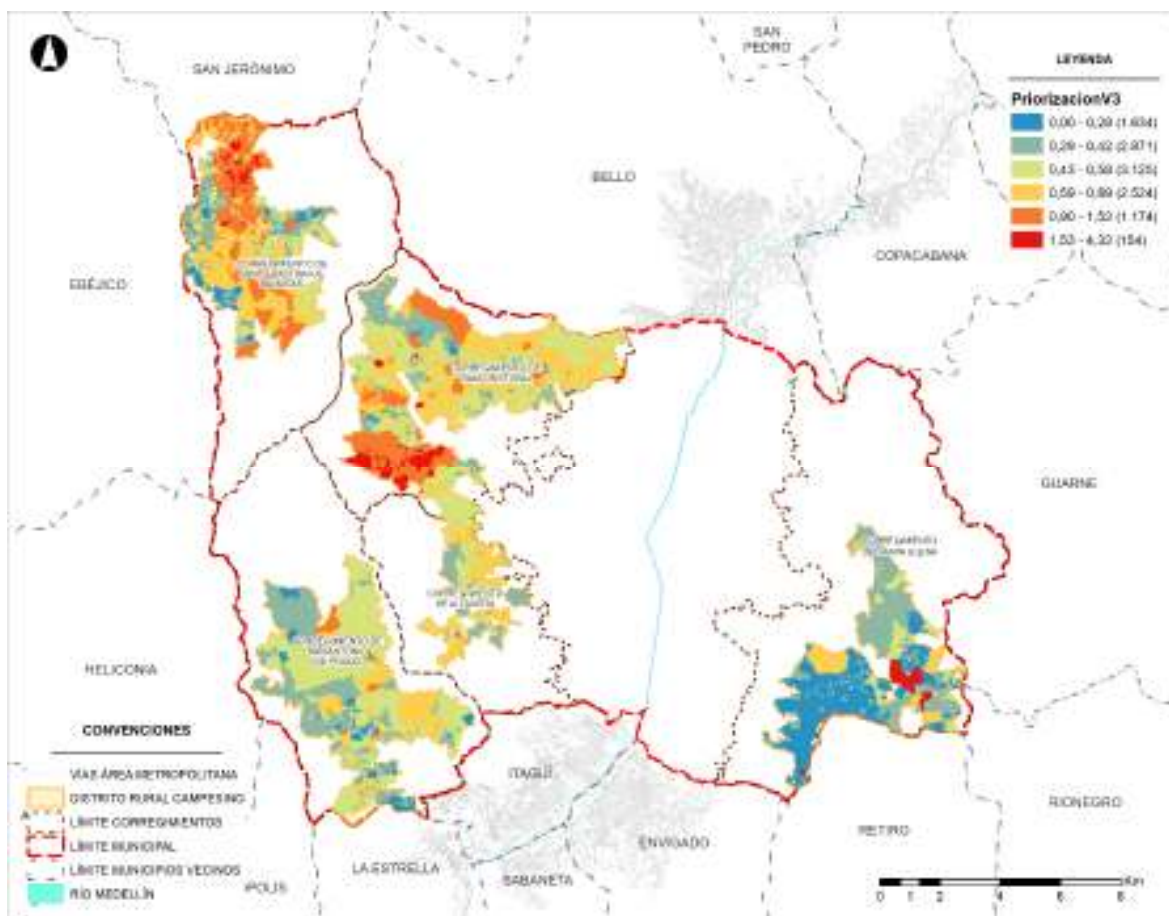 SAN JERÓNIMO
SAN
PEDRO
LEYENDA
PriorizacionV3
0,00 - 0,28 (1.634)
0,29 - 0,42 (2.871)
0,43 - 0,58 (3.125)
0,59 - 0,89 (2.524)
0,90 - 1,52 (1.174)
1,53 - 4,33 (154)
BELLO
COPACABANA
EBÉJICO
GUARNE
HELICONIA
CONVENCIONES
VÍAS ÁREA METROPOLITANA
DISTRITO RURAL CAMPESINO
LÍMITE CORREGIMIENTOS
LÍMITE MUNICIPAL
LÍMITE MUNICIPIOS VECINOS
RÍO MEDELLÍN
ITAGÜÍ
ENVIGADO
RIONEGRO
RETIRO
LA ESTRELLA
SABANETA
Km
0 1 2 4 6 8